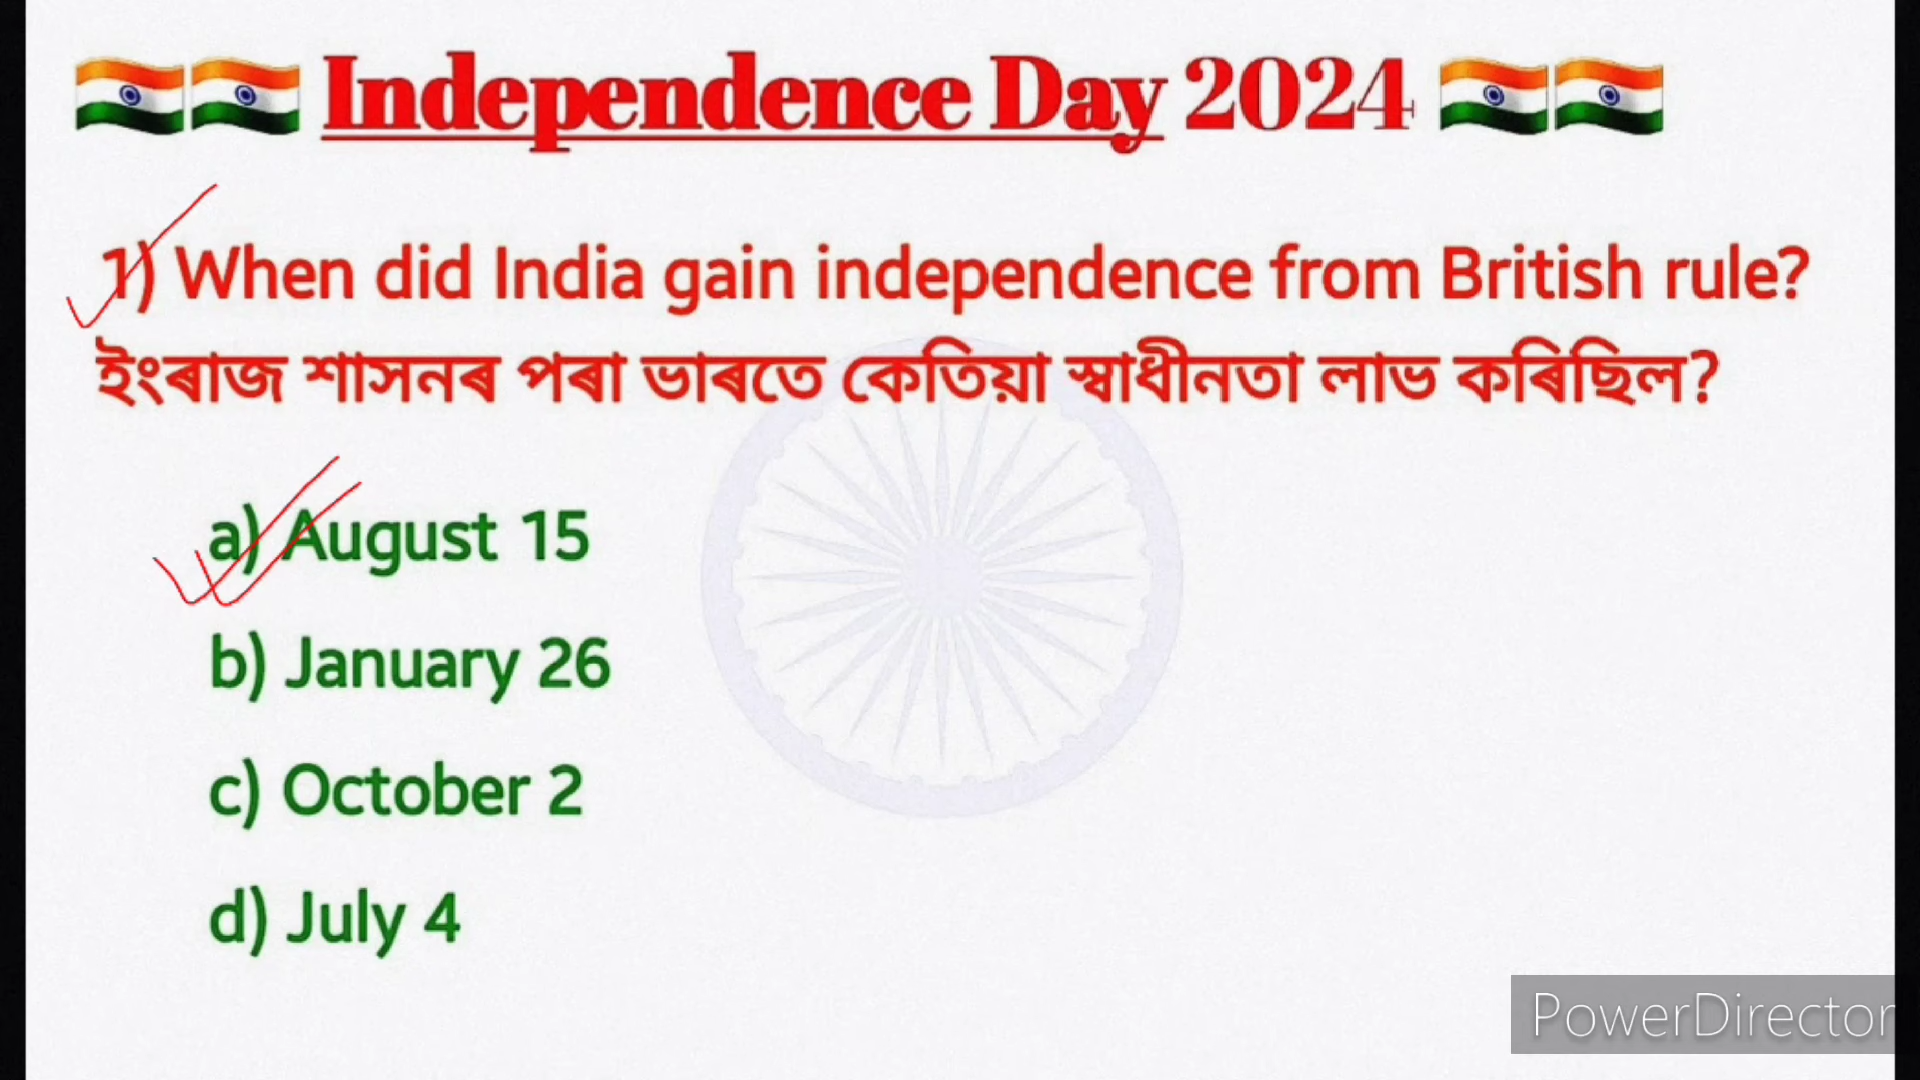 Independence Day 2024
1) When did India gain independence from British rule?
ইংৰাজ শাসনৰ পৰা ভাৰতে কেতিয়া স্বাধীনতা লাভ কৰিছিল?
a) August 15
b) January 26
c) October 2
d) July 4
PowerDirector